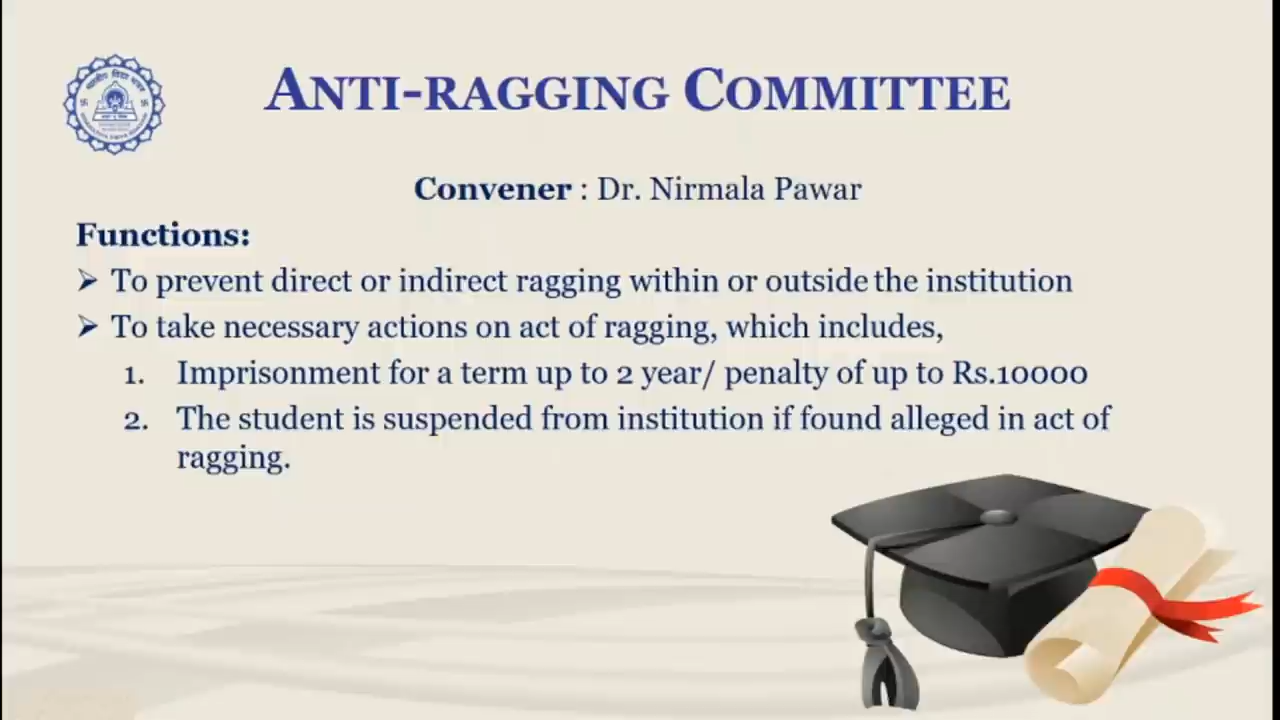 ANTI-RAGGING COMMITTEE
Convener : Dr. Nirmala Pawar
Functions:
➢ To prevent direct or indirect ragging within or outside the institution
➢ To take necessary actions on act of ragging, which includes,
1. Imprisonment for a term up to 2 year/ penalty of up to Rs.10000
2. The student is suspended from institution if found alleged in act of
ragging.